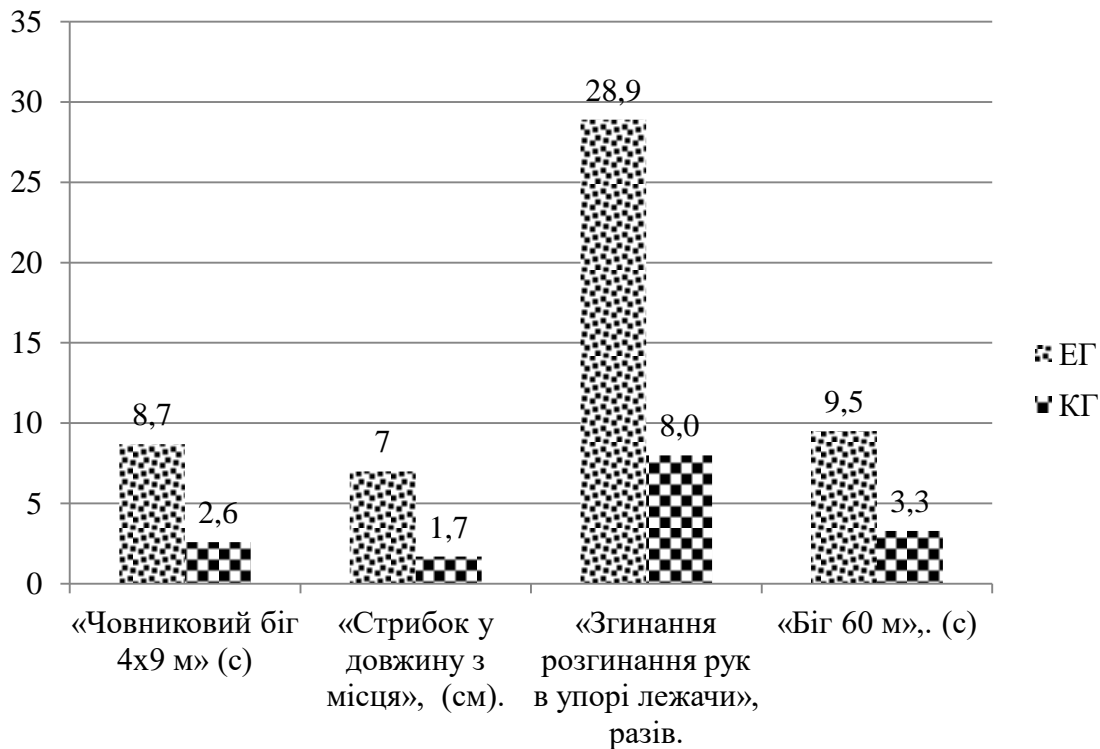 35
30
25
20
15
10
5
0
28,9
8,7
2,6
7
1,7
8,0
9,5
3,3
ЕГ
КГ
«Човниковий біг
4х9 м» (с)
«Стрибок у
довжину з
місця», (см).
«Згинання
розгинання рук
в упорі лежачи»,
разів.
«Біг 60 м»,. (с)